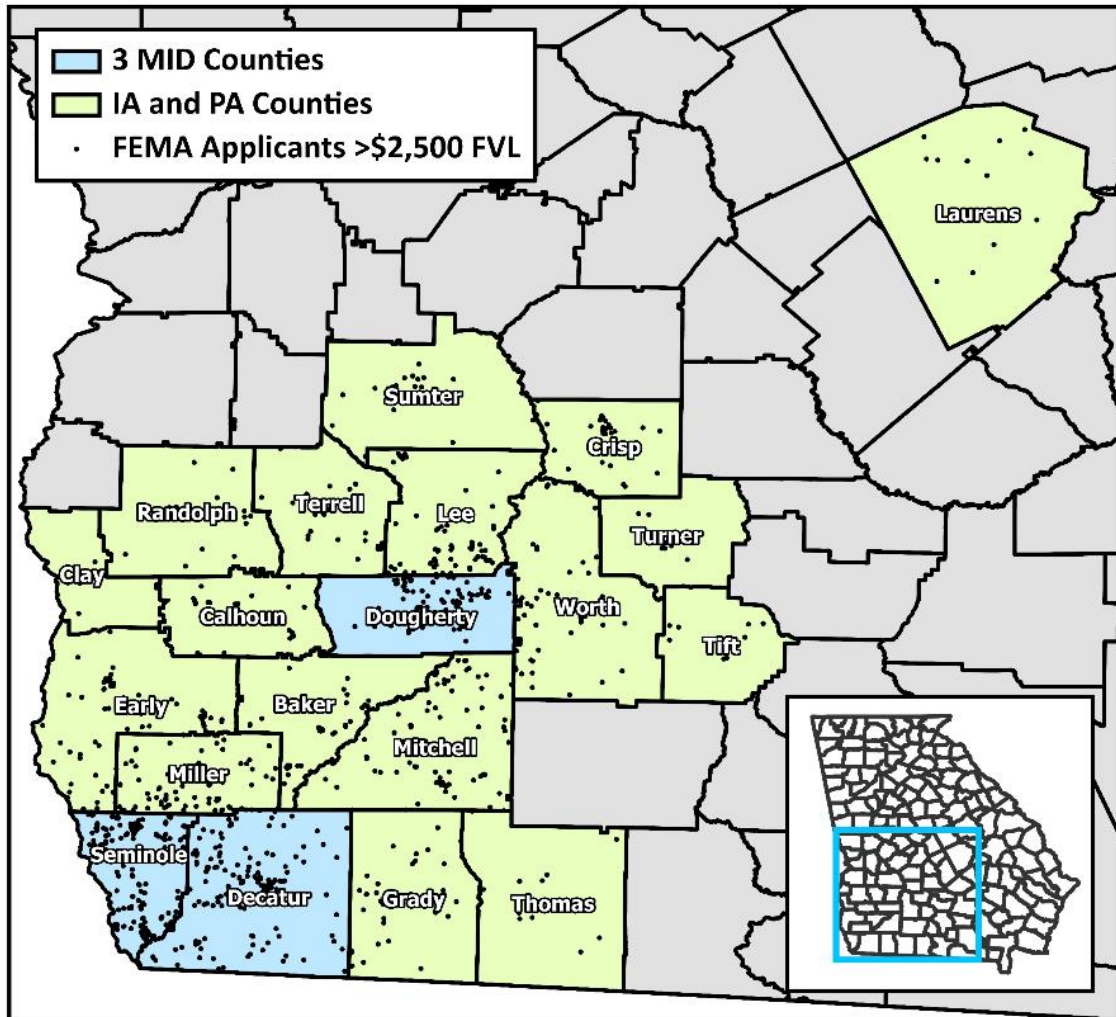 3 MID Counties
IA and PA Counties
FEMA Applicants >$2,500 FVL
Laurens
Sumter
Crisp
Randolph
Terrell
Lee
Turner
Clay
Calhoun
Dougherty
Worth
Tift
Early
Baker
Mitchell
Miller
Seminole
Decatur
Grady
Thomas